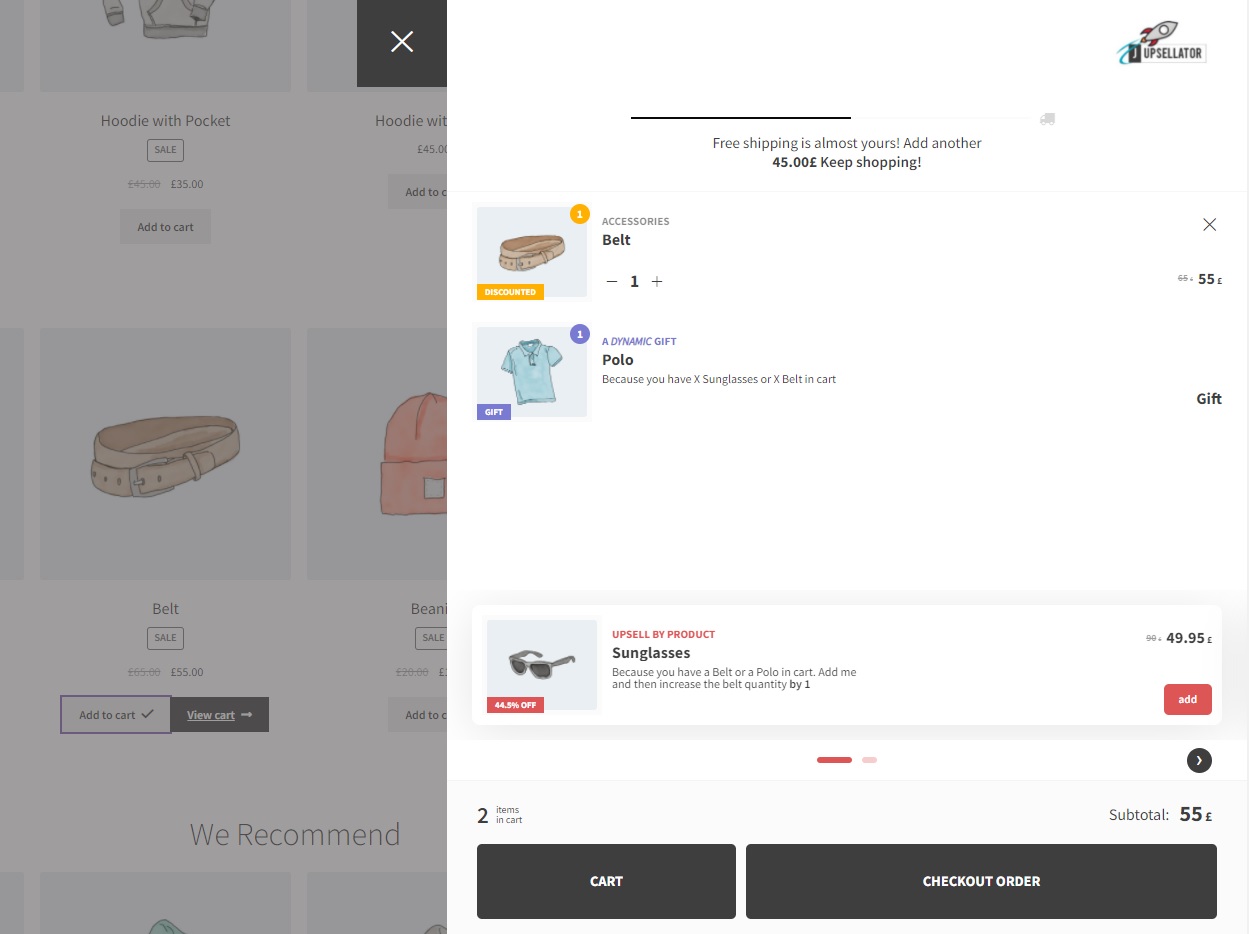 Hoodie with Pocket
SALE
£45.00 £35.00
Add to cart
Hoodie wit
£45.0
Add to c
Belt
SALE
£65.00 £55.00
Add to cart
View cart
Beani
SALE
£20.00
Add to c
We Recommend
J UPSELLATOR
Free shipping is almost yours! Add another
45.00£ Keep shopping!
1
ACCESSORIES
Belt
1
65 £ 55 £
DISCOUNTED
1
A DYNAMIC GIFT
Polo
Because you have X Sunglasses or X Belt in cart
Gift
GIFT
UPSELL BY PRODUCT
Sunglasses
Because you have a Belt or a Polo in cart. Add me
and then increase the belt quantity by 1
90 £ 49.95 £
44.5% OFF
add
2 items
in cart
Subtotal: 55 £
CART
CHECKOUT ORDER